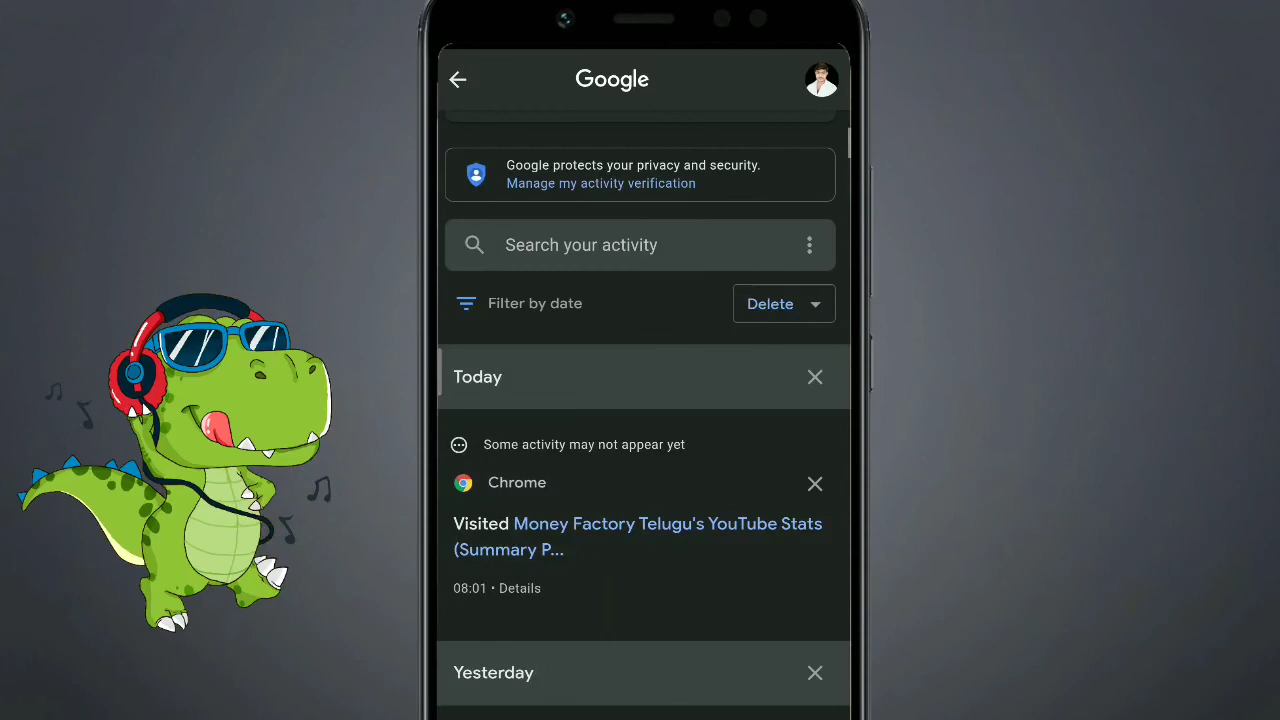 Google
Google protects your privacy and security.
Manage my activity verification
Search your activity
Filter by date
Delete
Today
Some activity may not appear yet
Chrome
Visited Money Factory Telugu's YouTube Stats
(Summary P...
08:01 • Details
Yesterday